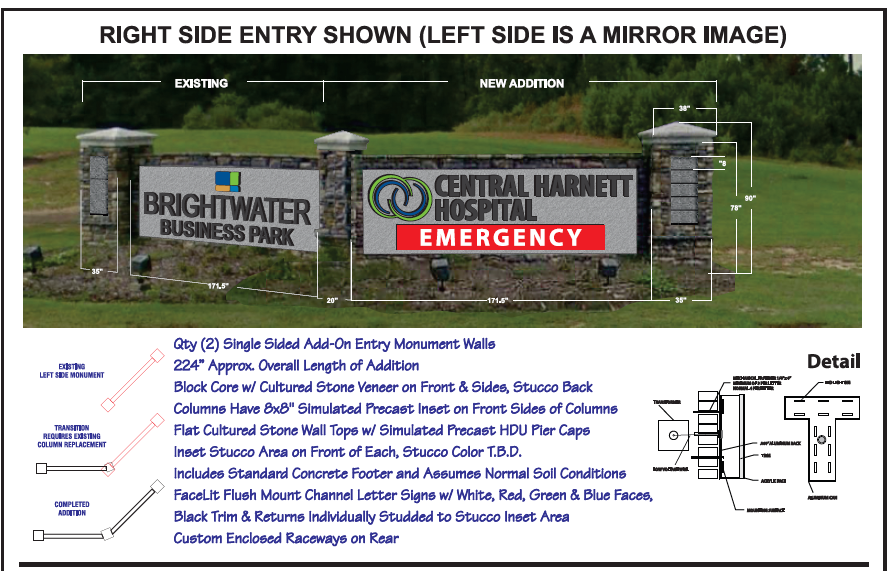 RIGHT SIDE ENTRY SHOWN (LEFT SIDE IS A MIRROR IMAGE)
EXISTING
NEW ADDITION
38"
"8
90"
78"
BRIGHTWATER
BUSINESS PARK
CENTRAL HARNETT
HOSPITAL
EMERGENCY
35"
171.5"
20"
171.5"
35"
EXISTING
LEFT SIDE MONUMENT
TRANSITION
REQUIRES EXISTING
COLUMN REPLACEMENT
COMPLETED
ADDITION
Qty (2) Single Sided Add-On Entry Monument Walls
224" Approx. Overall Length of Addition
Block Core w/ Cultured Stone Veneer on Front & Sides, Stucco Back
Columns Have 8x8" Simulated Precast Inset on Front Sides of Columns
Flat Cultured Stone Wall Tops w/ Simulated Precast HDU Pier Caps
Inset Stucco Area on Front of Each, Stucco Color T.B.D.
Includes Standard Concrete Footer and Assumes Normal Soil Conditions
FaceLit Flush Mount Channel Letter Signs w/ White, Red, Green & Blue Faces,
Black Trim & Returns Individually Studded to Stucco Inset Area
Custom Enclosed Raceways on Rear
Detail
TRANSFORMER
TRIM
ACRYLIC FACE
MOUNTING SURFACE
ALUMINUM CAN